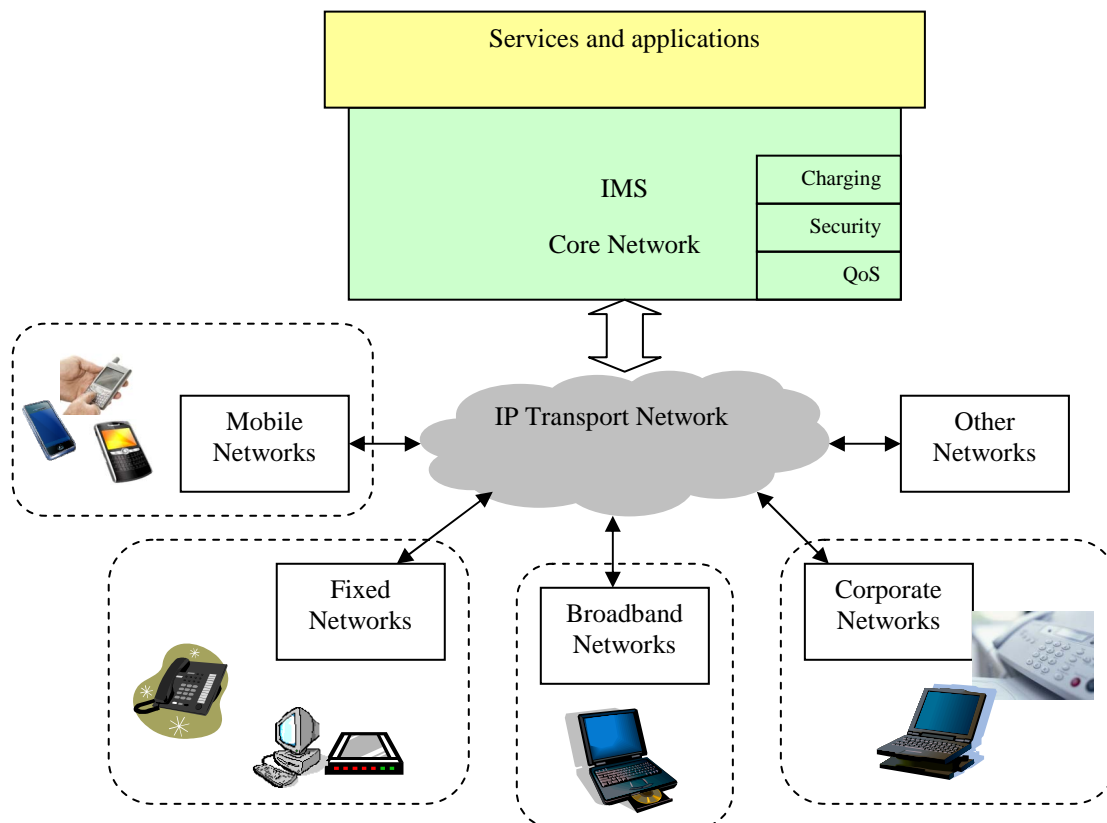 Services and applications
IMS
Core Network
Charging
Security
QoS
IP Transport Network
Mobile
Networks
Other
Networks
Fixed
Networks
Broadband
Networks
Corporate
Networks